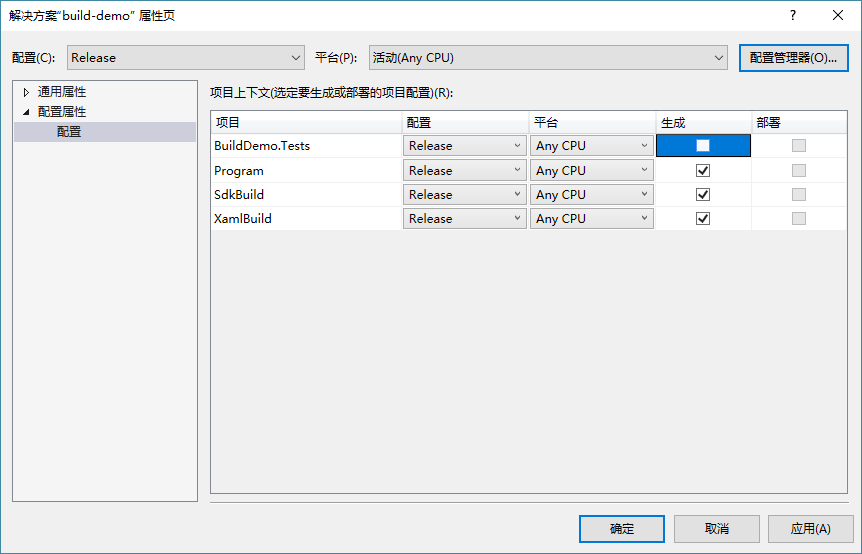 解决方案“build-demo” 属性页
?
配置(C): Release 平台(P): 活动(Any CPU) 配置管理器(O)...
通用属性
配置属性
配置
项目上下文(选定要生成或部署的项目配置)(R):
项目 配置 平台 生成 部署
BuildDemo.Tests Release Any CPU
Program Release Any CPU
SdkBuild Release Any CPU
XamlBuild Release Any CPU
确定 取消 应用(A)